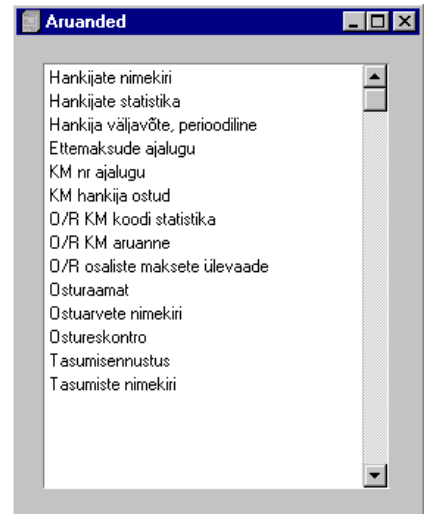 Aruanded
Hankijate nimekiri
Hankijate statistika
Hankija väljavõte, perioodiline
Ettemaksude ajalugu
KM nr ajalugu
KM hankija ostud
O/R KM koodi statistika
O/R KM aruanne
O/R osaliste maksete ülevaade
Osturaamat
Ostuarvete nimekiri
Ostureskontro
Tasumisennustus
Tasumiste nimekiri